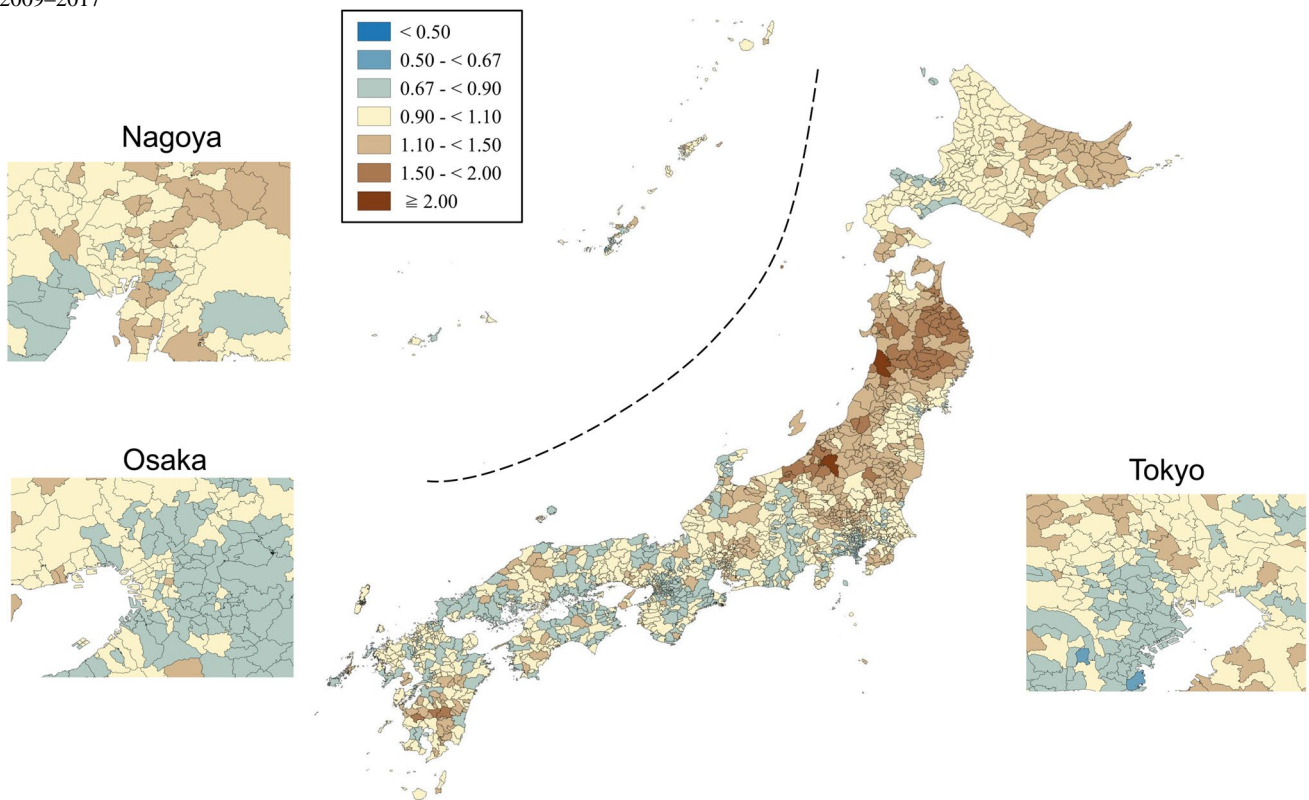 2009–2017
< 0.50
0.50 - < 0.67
0.67 - < 0.90
0.90 - < 1.10
1.10 - < 1.50
1.50 - < 2.00
≧ 2.00
Nagoya
Osaka
Tokyo